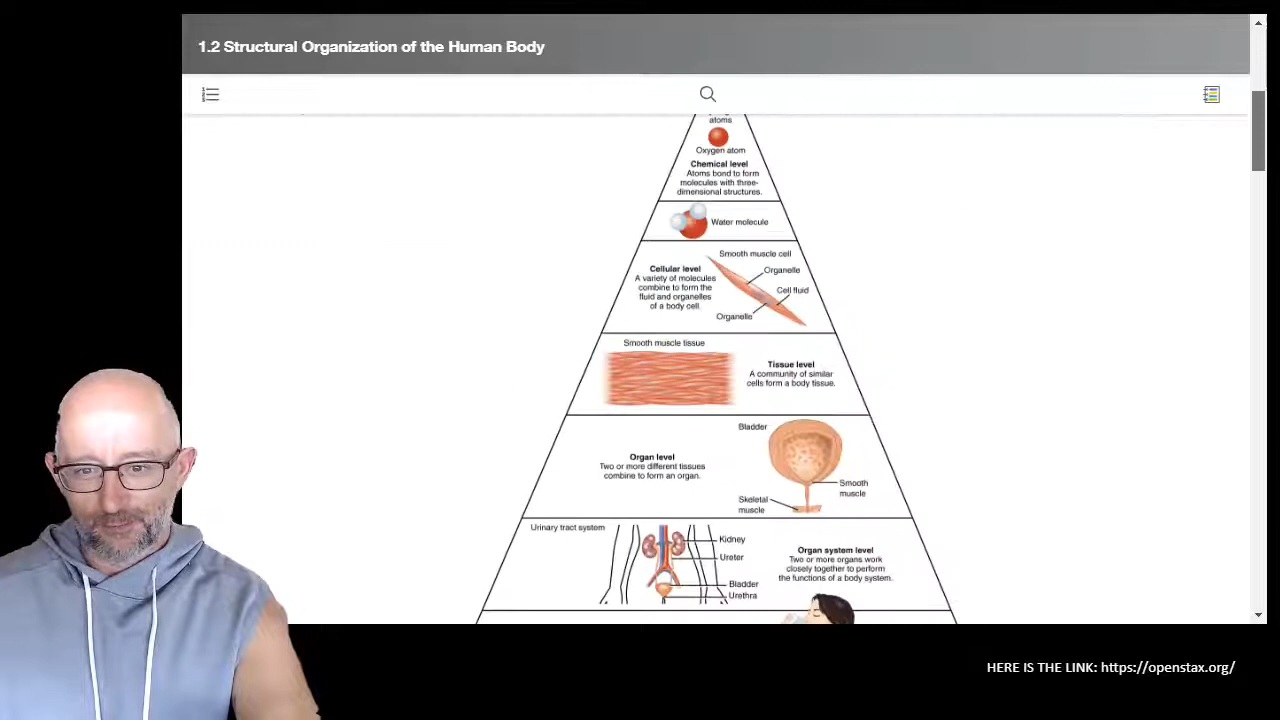 1.2 Structural Organization of the Human Body
atoms
Oxygen atom
Chemical level
Atoms bond to form
molecules with three-
dimensional structures.
Water molecule
Smooth muscle cell
Cellular level
A variety of molecules
combine to form the
fluid and organelles
of a body cell.
Organelle
Cell fluid
Organelle
Smooth muscle tissue
Tissue level
A community of similar
cells form a body tissue.
Bladder
Organ level
Two or more different tissues
combine to form an organ.
Smooth
muscle
Skeletal
muscle
Urinary tract system
Kidney
Ureter
Bladder
Urethra
Organ system level
Two or more organs work
closely together to perform
the functions of a body system.
HERE IS THE LINK: https://openstax.org/